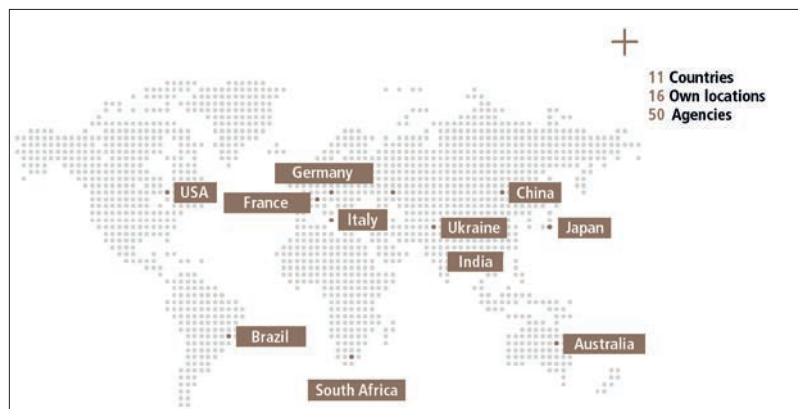 11 Countries
16 Own locations
50 Agencies
Germany
USA
China
France
Italy
Ukraine
Japan
India
Brazil
Australia
South Africa